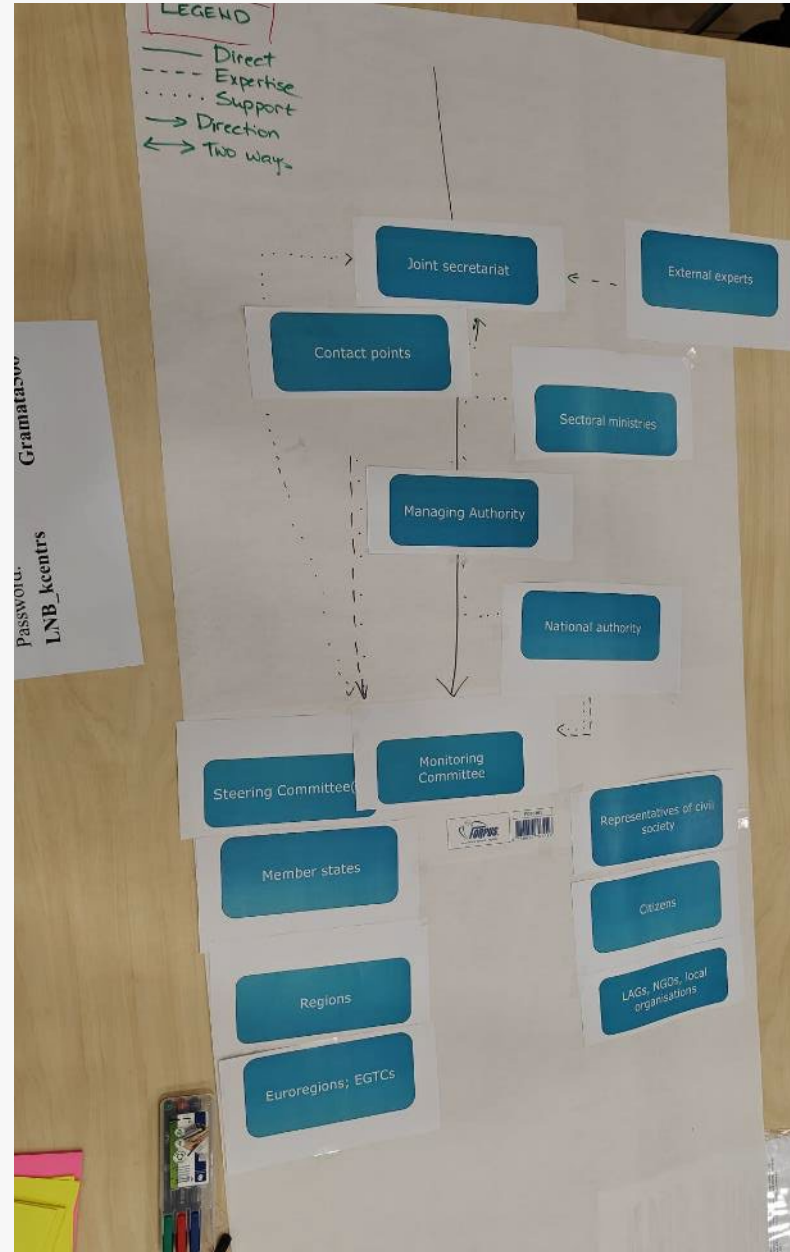 LEGEND
Direct
Expertise
Support
Direction
Two ways
Joint secretariat
External experts
Contact points
Sectoral ministries
Managing Authority
National authority
Steering Committee(
Monitoring
Committee
Member states
Regions
Euroregions; EGTCs
Representatives of civil
society
Citizens
LAGs, NGOs, local
organisations
FORPUS
Password:
LNB_kcentrs